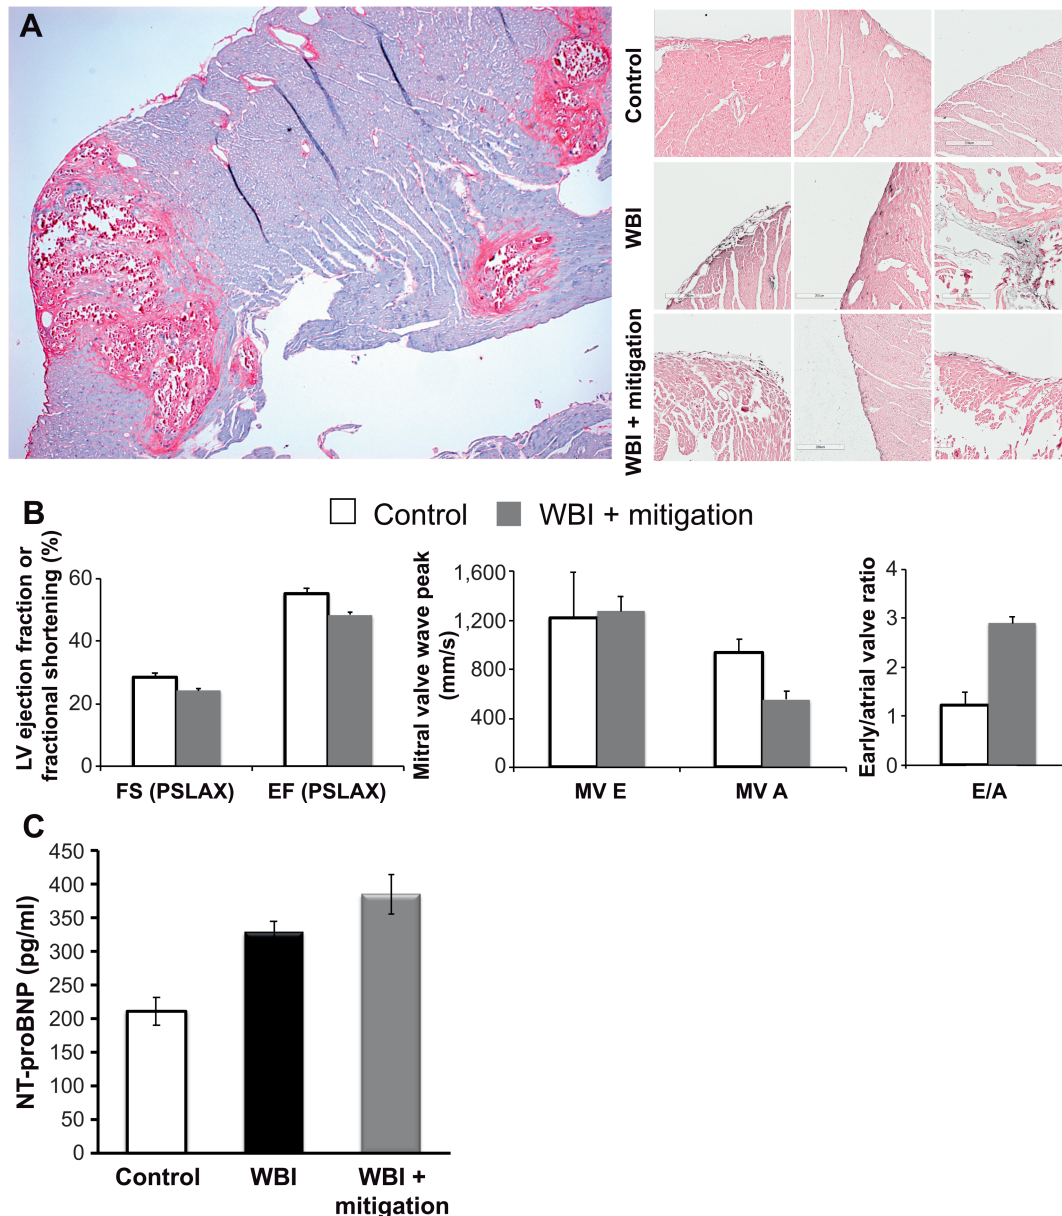 A
Control
WBI
WBI + mitigation
B
Control
WBI + mitigation
LV ejection fraction or
fractional shortening (%)
60
40
20
0
FS (PSLAX)
EF (PSLAX)
Mitral valve wave peak
(mm/s)
1,600
1,200
800
400
0
MV E
MV A
Early/atrial valve ratio
4
3
2
1
0
E/A
C
NT-proBNP (pg/ml)
450
400
350
300
250
200
150
100
50
0
Control
WBI
WBI +
mitigation